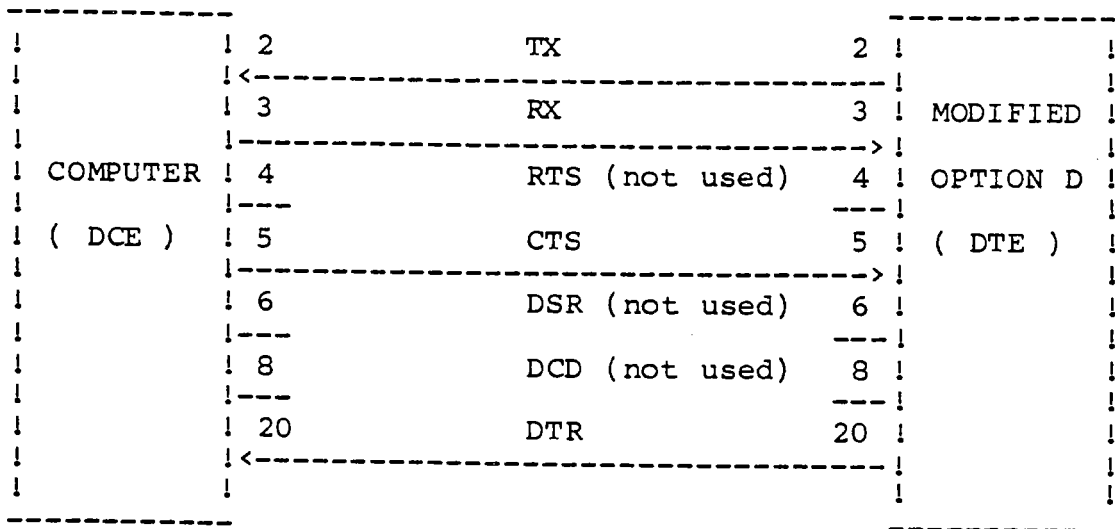 2 TX 2
3 RX 3
MODIFIED
COMPUTER 4 RTS (not used) 4 OPTION D
( DCE ) 5 CTS 5 ( DTE )
6 DSR (not used) 6
8 DCD (not used) 8
20 DTR 20